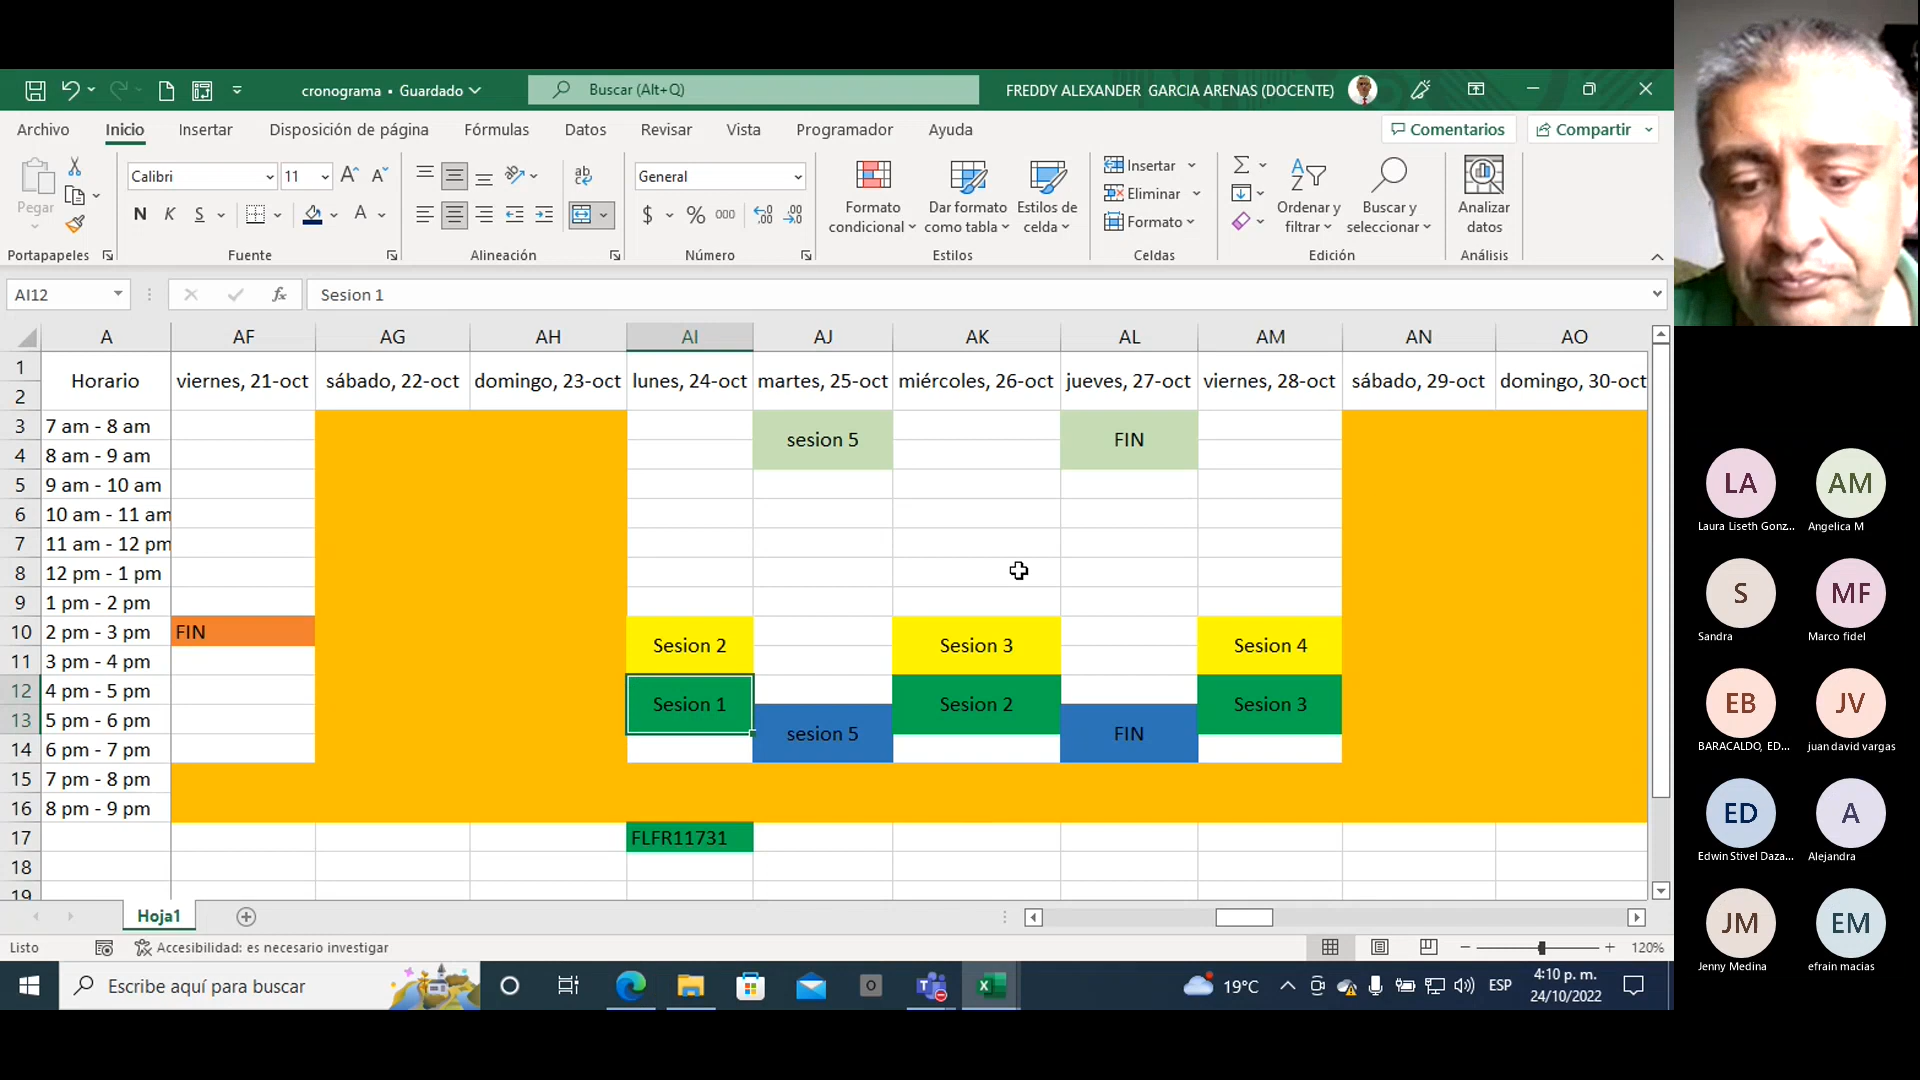 cronograma • Guardado
Buscar (Alt+Q)
FREDDY ALEXANDER GARCIA ARENAS (DOCENTE)
Archivo Inicio Insertar Disposición de página Fórmulas Datos Revisar Vista Programador Ayuda Comentarios Compartir
Pegar
Portapapeles
Calibri 11
N K S
Fuente
ab
Alineación
General
$ % 000
Número
Formato condicional
Dar formato como tabla
Estilos de celda
Estilos
Insertar
Eliminar
Formato
Celdas
Ordenar y filtrar
Buscar y seleccionar
Edición
Analizar datos
Análisis
AI12 fx Sesion 1
A AF AG AH AI AJ AK AL AM AN AO
1
2
Horario viernes, 21-oct sábado, 22-oct domingo, 23-oct lunes, 24-oct martes, 25-oct miércoles, 26-oct jueves, 27-oct viernes, 28-oct sábado, 29-oct domingo, 30-oct
3 7 am - 8 am
sesion 5 FIN
4 8 am - 9 am
5 9 am - 10 am
6 10 am - 11 am
7 11 am - 12 pm
8 12 pm - 1 pm
9 1 pm - 2 pm
10 2 pm - 3 pm FIN
Sesion 2 Sesion 3 Sesion 4
11 3 pm - 4 pm
12 4 pm - 5 pm
Sesion 1 Sesion 2 Sesion 3
13 5 pm - 6 pm
sesion 5 FIN
14 6 pm - 7 pm
15 7 pm - 8 pm
16 8 pm - 9 pm
17 FLFR11731
18
19
Hoja1
Listo Accesibilidad: es necesario investigar 120%
Escribe aquí para buscar
19°C ESP
4:10 p. m.
24/10/2022
LA AM
Laura Liseth Gonz... Angelica M
S MF
Sandra Marco fidel
EB JV
BARACALDO, ED... juan david vargas
ED A
Edwin Stivel Daza... Alejandra
JM EM
Jenny Medina efrain macias